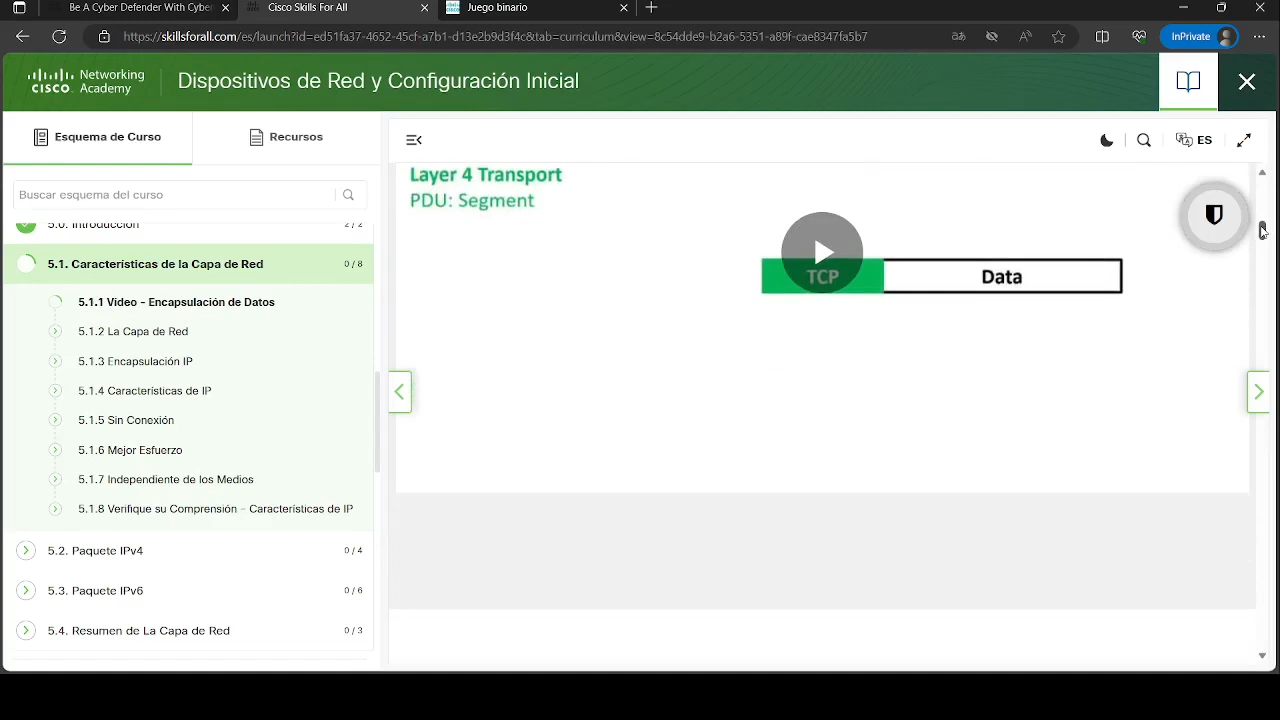 Be A Cyber Defender With Cyber
Cisco Skills For All
Juego binario
https://skillsforall.com/es/launch?id=ed51fa37-4652-45cf-a7b1-d13e2b9d3f4c&tab=curriculum&view=8c54dde9-b2a6-5351-a89f-cae8347fa5b7
InPrivate
CISCO Networking Academy
Dispositivos de Red y Configuración Inicial
Esquema de Curso
Recursos
ES
Buscar esquema del curso
5.0. Introducción 2 / 2
5.1. Características de la Capa de Red 0 / 8
5.1.1 Video - Encapsulación de Datos
5.1.2 La Capa de Red
5.1.3 Encapsulación IP
5.1.4 Características de IP
5.1.5 Sin Conexión
5.1.6 Mejor Esfuerzo
5.1.7 Independiente de los Medios
5.1.8 Verifique su Comprensión - Características de IP
5.2. Paquete IPv4 0 / 4
5.3. Paquete IPv6 0 / 6
5.4. Resumen de La Capa de Red 0 / 3
Layer 4 Transport
PDU: Segment
TCP
Data